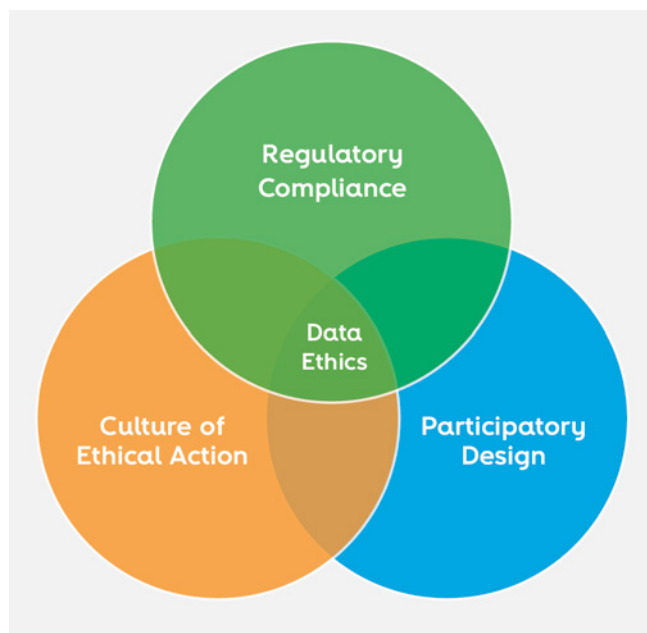 Regulatory
Compliance
Data
Ethics
Culture of
Ethical Action
Participatory
Design